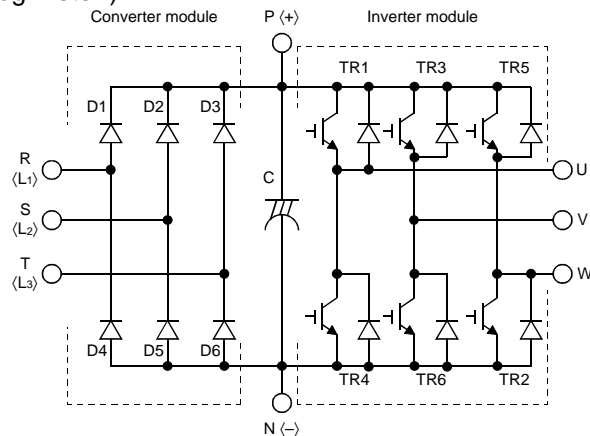 Converter module
P ⟨+⟩
Inverter module
TR1
TR3
TR5
D1
D2
D3
R
⟨L₁⟩
C
U
S
⟨L₂⟩
V
T
⟨L₃⟩
W
D4
D5
D6
TR4
TR6
TR2
N ⟨–⟩